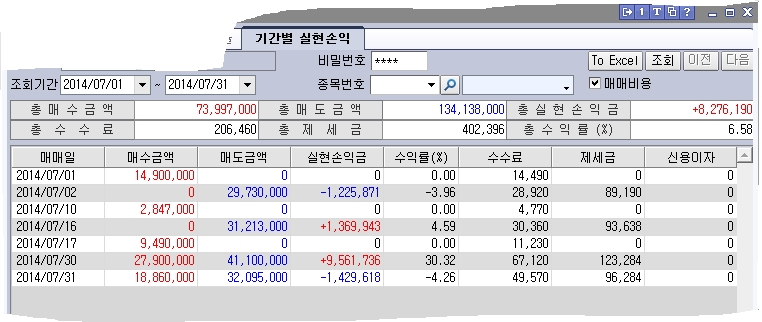 기간별 실현손익
비밀번호 **** To Excel 조회 이전 다음
조회기간 2014/07/01 ~ 2014/07/31 종목번호 매매비용
총 매 수 금 액 73,997,000 총 매 도 금 액 134,138,000 총 실 현 손 익 금 +8,276,190
총 수 수 료 206,460 총 제 세 금 402,396 총 수 익 률 (%) 6.58
매매일 매수금액 매도금액 실현손익금 수익률(%) 수수료 제세금 신용이자
2014/07/01 14,900,000 0 0 0.00 14,490 0 0
2014/07/02 0 29,730,000 -1,225,871 -3.96 28,920 89,190 0
2014/07/10 2,847,000 0 0 0.00 4,770 0 0
2014/07/16 0 31,213,000 +1,369,943 4.59 30,360 93,638 0
2014/07/17 9,490,000 0 0 0.00 11,230 0 0
2014/07/30 27,900,000 41,100,000 +9,561,736 30.32 67,120 123,284 0
2014/07/31 18,860,000 32,095,000 -1,429,618 -4.26 49,570 96,284 0